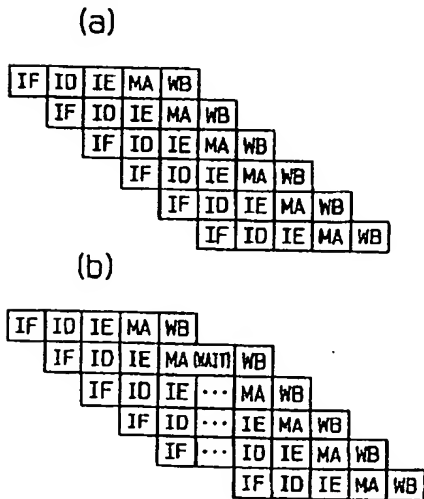 (a)
IF ID IE MA WB
IF ID IE MA WB
IF ID IE MA WB
IF ID IE MA WB
IF ID IE MA WB
IF ID IE MA WB
(b)
IF ID IE MA WB
IF ID IE MA (WAIT) WB
IF ID IE ... MA WB
IF ID ... IE MA WB
IF ... ID IE MA WB
IF ID IE MA WB